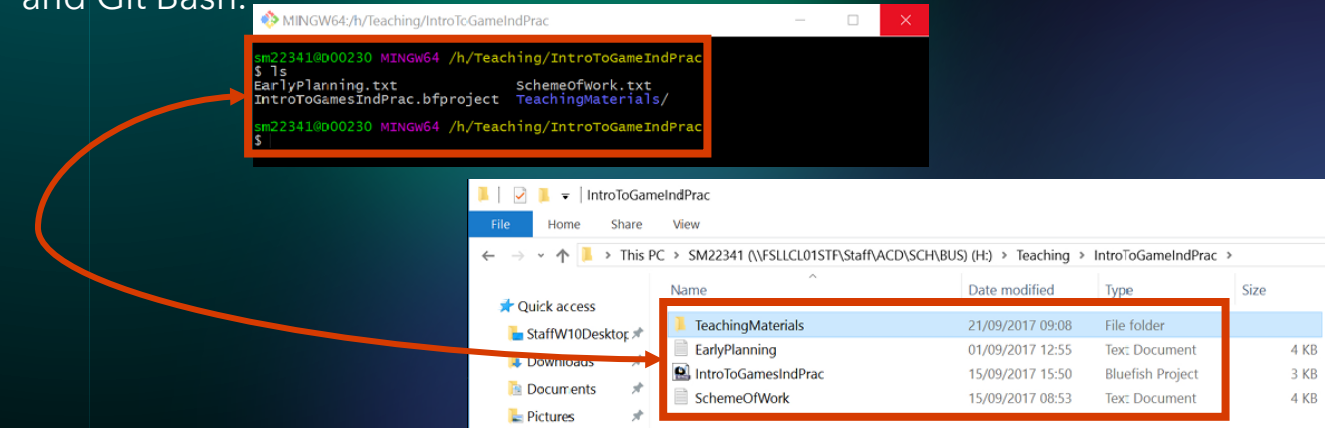 and Git Bash.
MINGW64:/h/Teaching/IntroToGameIndPrac
sm22341@D00230 MINGW64 /h/Teaching/IntroToGameIndPrac
$ ls
EarlyPlanning.txt SchemeOfWork.txt
IntroToGamesIndPrac.bfproject TeachingMaterials/
sm22341@D00230 MINGW64 /h/Teaching/IntroToGameIndPrac
$
IntroToGameIndPrac
File Home Share View
This PC > SM22341 (\\FSLLCL01STF\Staff\ACD\SCH\BUS) (H:) > Teaching > IntroToGameIndPrac >
Name Date modified Type Size
Quick access
StaffW10Desktop
Downloads
Documents
Pictures
TeachingMaterials 21/09/2017 09:08 File folder
EarlyPlanning 01/09/2017 12:55 Text Document 4 KB
IntroToGamesIndPrac 15/09/2017 15:50 Bluefish Project 3 KB
SchemeOfWork 15/09/2017 08:53 Text Document 4 KB